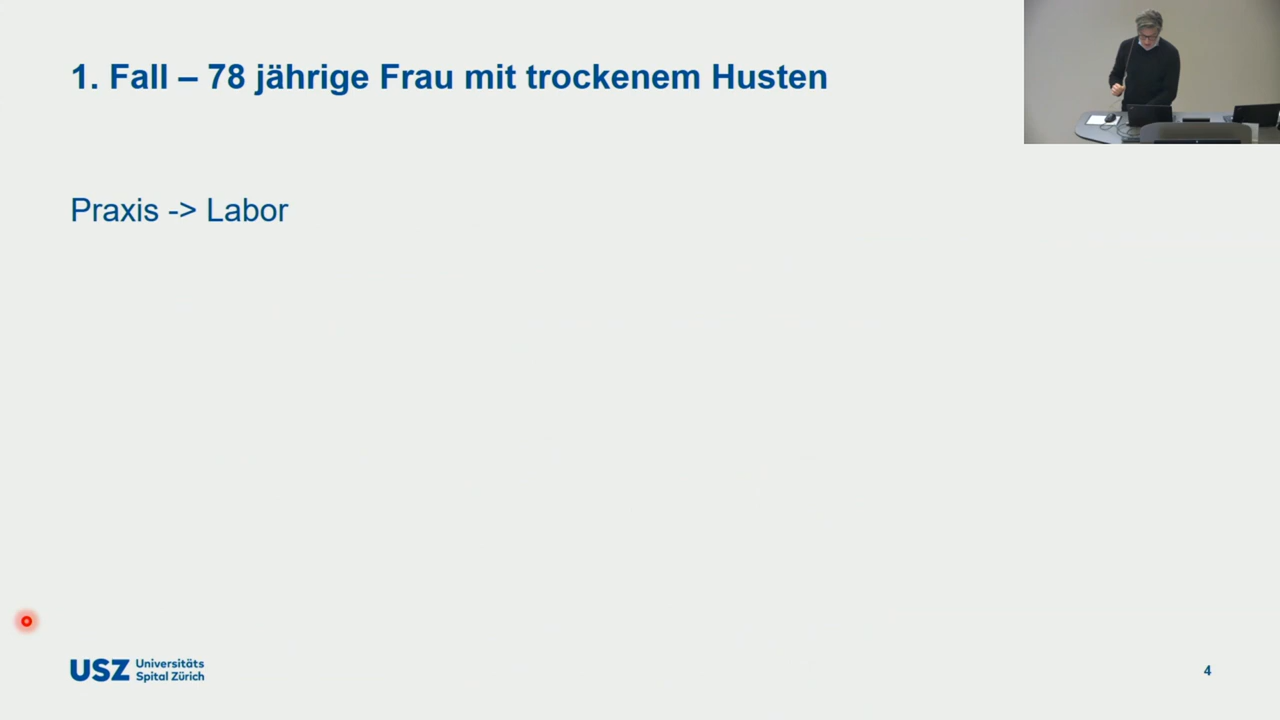 1. Fall – 78 jährige Frau mit trockenem Husten
Praxis -> Labor
USZ Universitäts
Spital Zürich
4